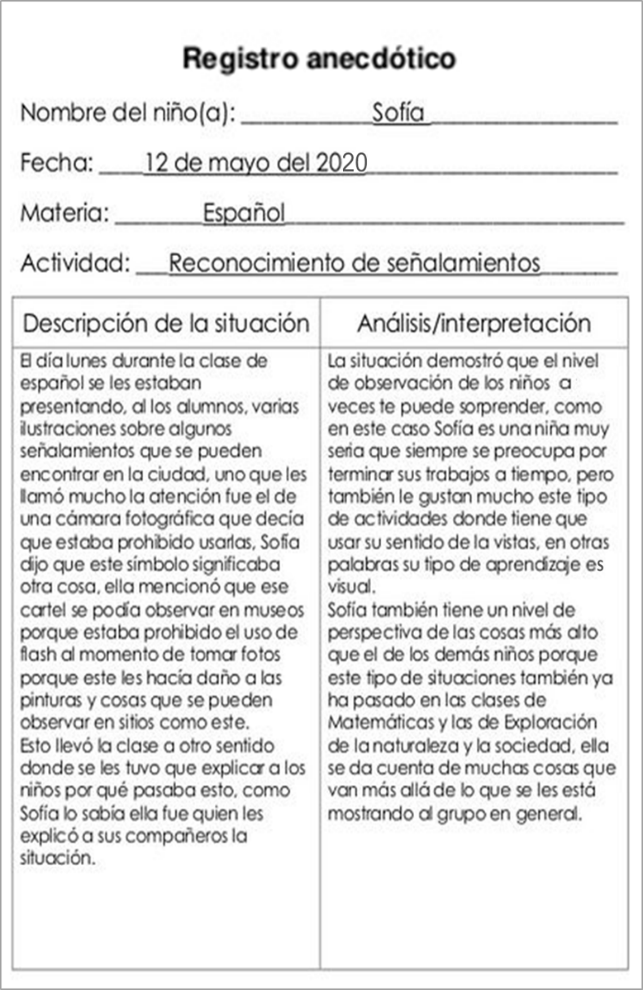 Registro anecdótico
Nombre del niño(a): Sofía
Fecha: 12 de mayo del 2020
Materia: Español
Actividad: Reconocimiento de señalamientos
Descripción de la situación
El día lunes durante la clase de
español se les estaban
presentando, al los alumnos, varias
ilustraciones sobre algunos
señalamientos que se pueden
encontrar en la ciudad, uno que les
llamó mucho la atención fue el de
una cámara fotográfica que decía
que estaba prohibido usarlas, Sofía
dijo que este símbolo significaba
otra cosa, ella mencionó que ese
cartel se podía observar en museos
porque estaba prohibido el uso de
flash al momento de tomar fotos
porque este les hacía daño a las
pinturas y cosas que se pueden
observar en sitios como este.
Esto llevó la clase a otro sentido
donde se les tuvo que explicar a los
niños por qué pasaba esto, como
Sofía lo sabía ella fue quien les
explicó a sus compañeros la
situación.
Análisis/interpretación
La situación demostró que el nivel
de observación de los niños a
veces te puede sorprender, como
en este caso Sofía es una niña muy
seria que siempre se preocupa por
terminar sus trabajos a tiempo, pero
también le gustan mucho este tipo
de actividades donde tiene que
usar su sentido de la vistas, en otras
palabras su tipo de aprendizaje es
visual.
Sofía también tiene un nivel de
perspectiva de las cosas más alto
que el de los demás niños porque
este tipo de situaciones también ya
ha pasado en las clases de
Matemáticas y las de Exploración
de la naturaleza y la sociedad, ella
se da cuenta de muchas cosas que
van más allá de lo que se les está
mostrando al grupo en general.